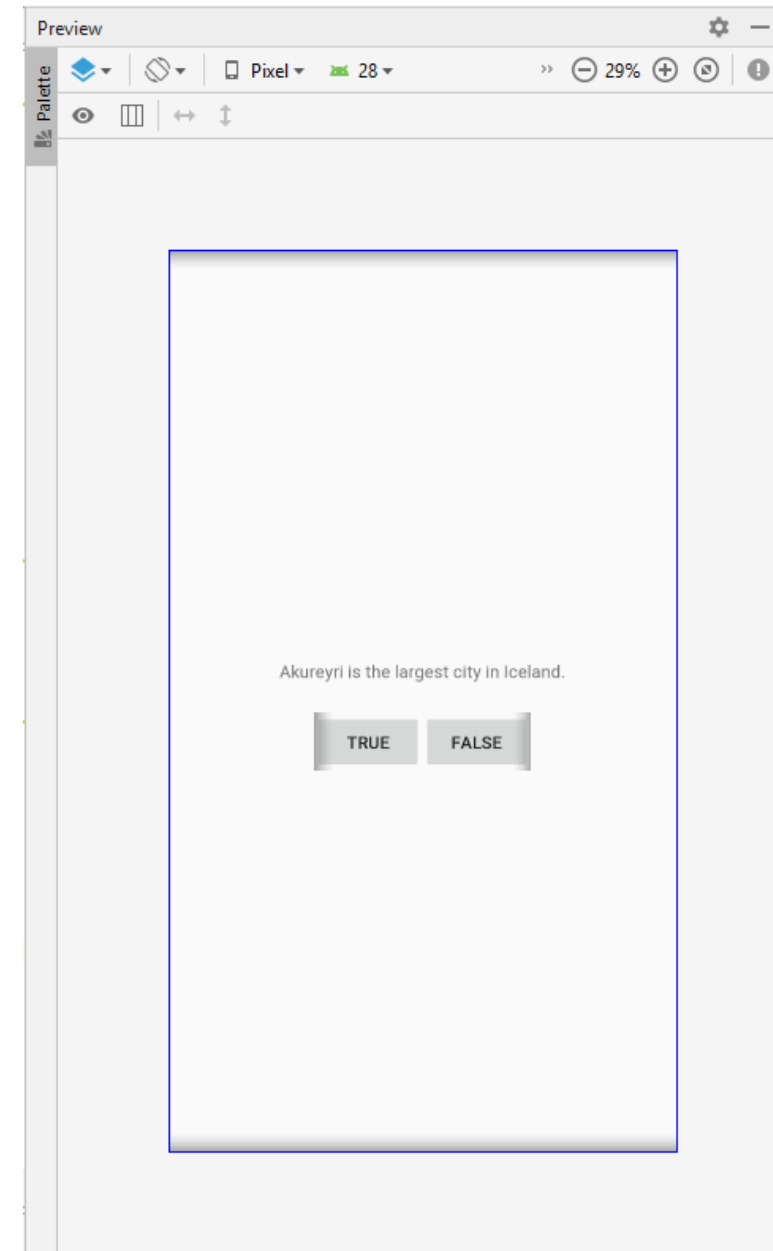 Preview
Palette
Pixel 28 29%
Akureyri is the largest city in Iceland.
TRUE FALSE